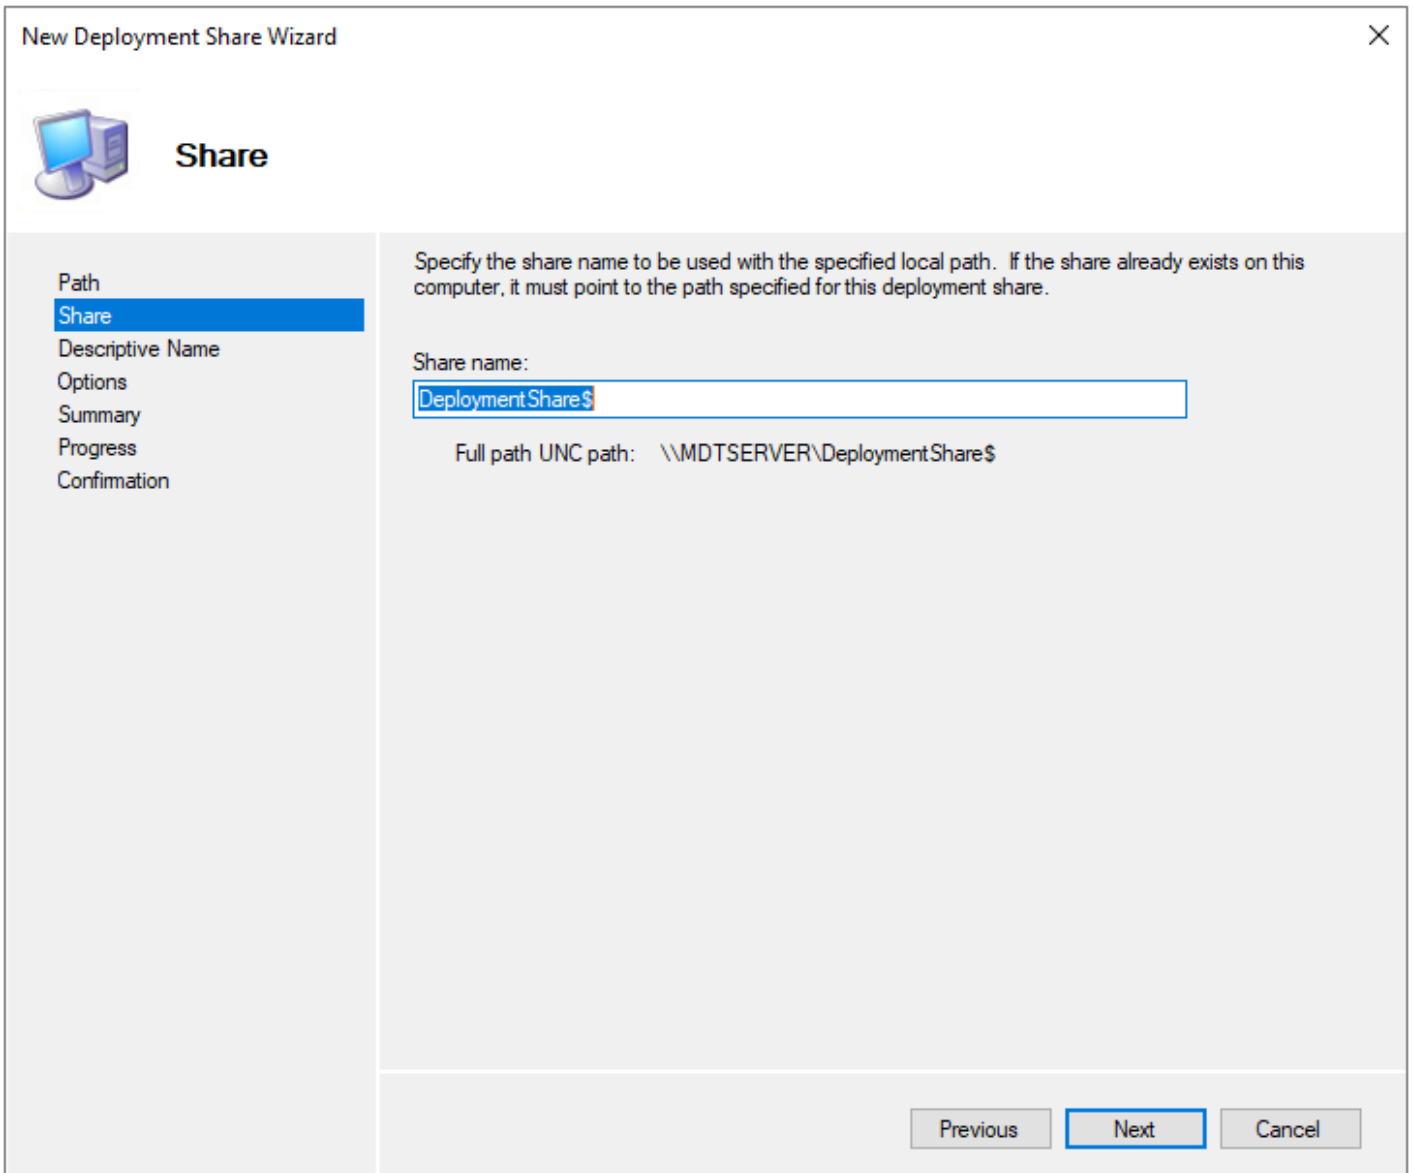 New Deployment Share Wizard
Share
Path
Share
Descriptive Name
Options
Summary
Progress
Confirmation
Specify the share name to be used with the specified local path.  If the share already exists on this
computer, it must point to the path specified for this deployment share.
Share name:
DeploymentShare$
Full path UNC path: \\MDTSERVER\DeploymentShare$
Previous Next Cancel